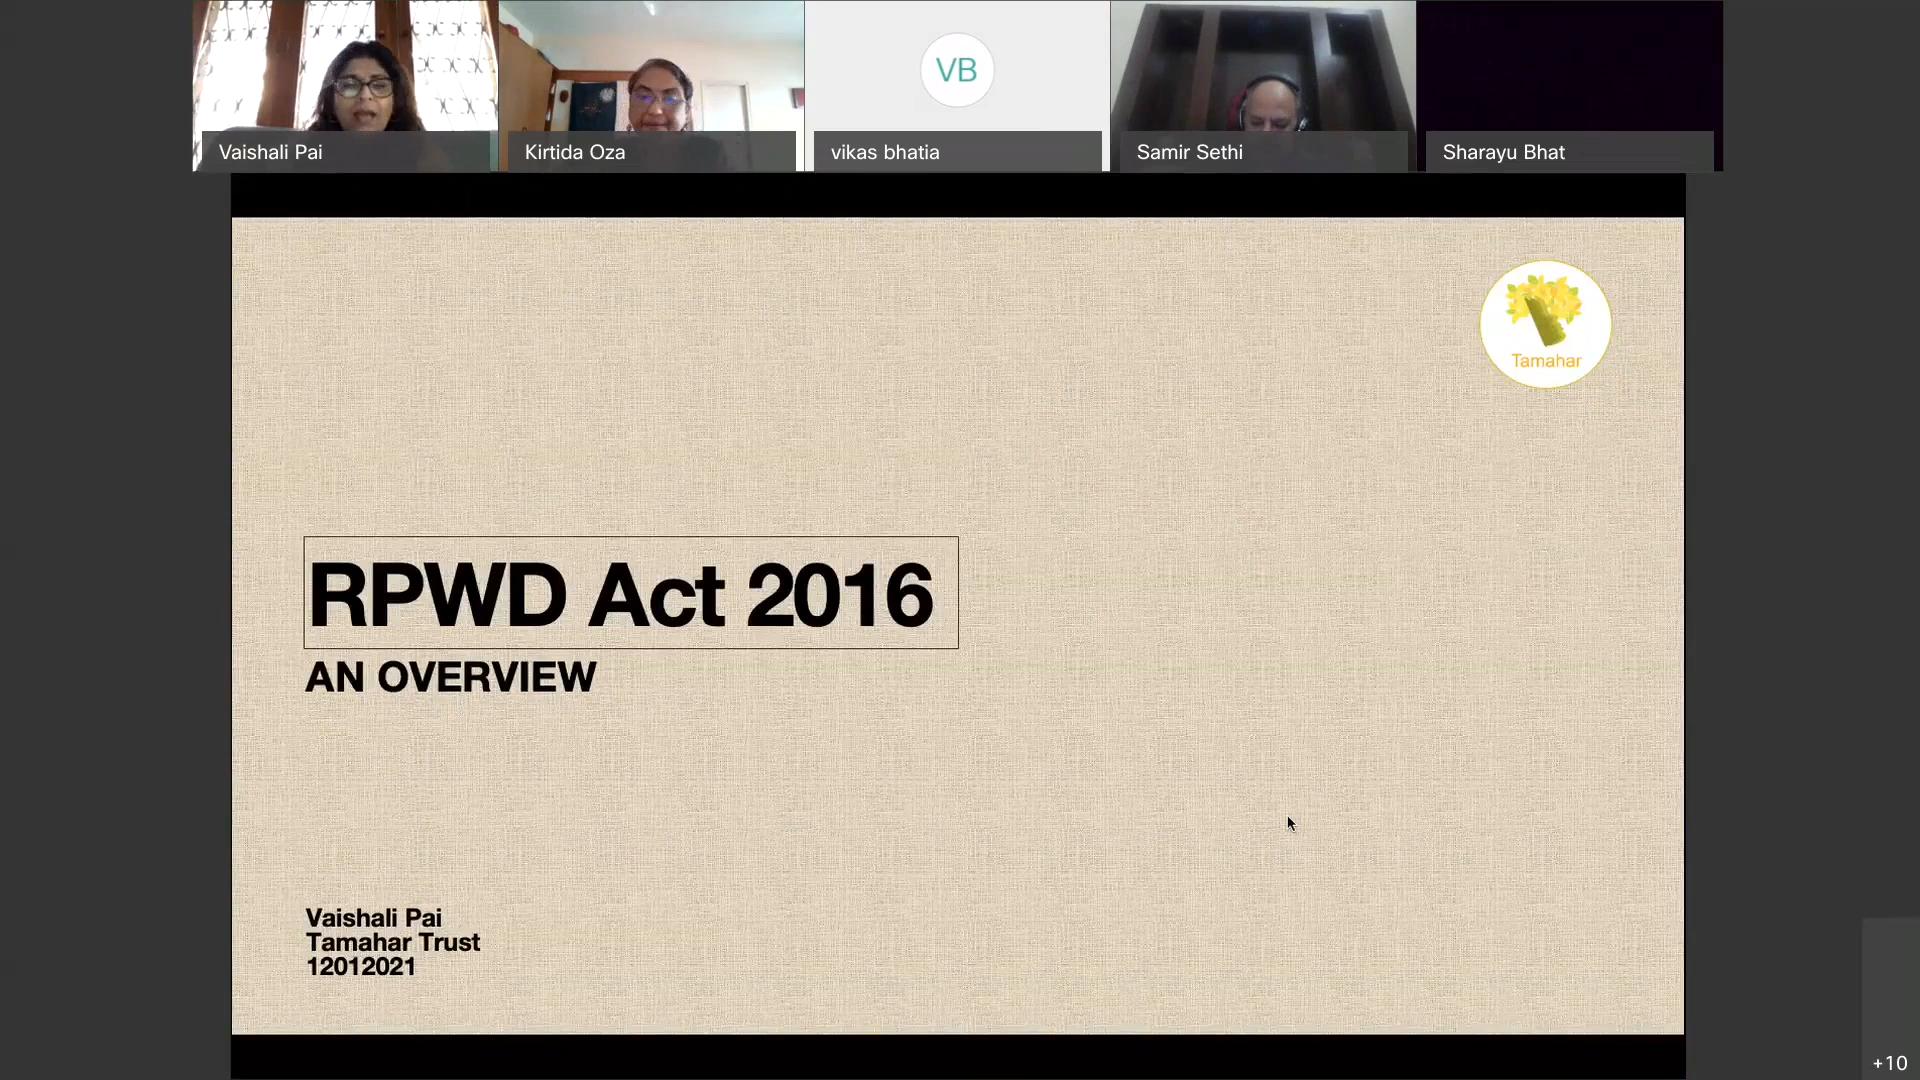 Vaishali Pai
Kirtida Oza
VB
vikas bhatia
Samir Sethi
Sharayu Bhat
Tamahar
RPWD Act 2016
AN OVERVIEW
Vaishali Pai
Tamahar Trust
12012021
+10